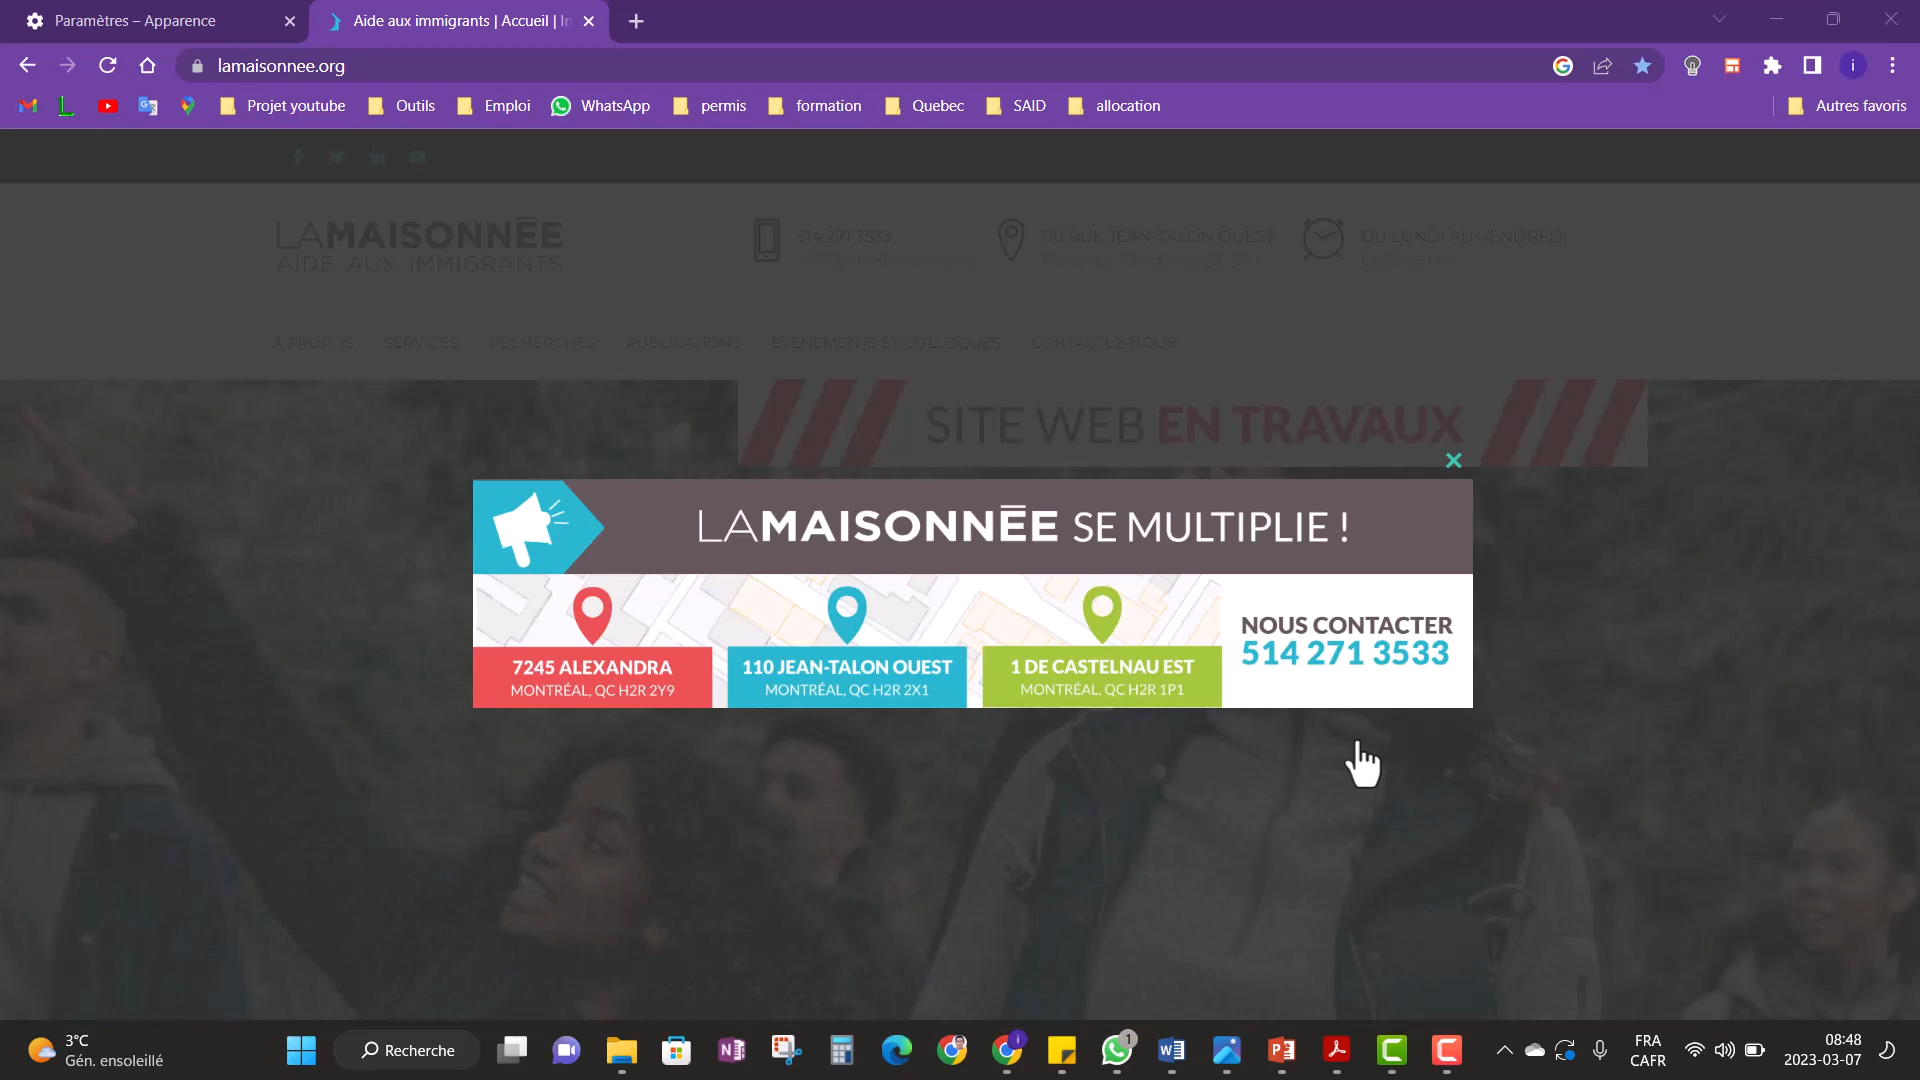 Paramètres – Apparence
Aide aux immigrants | Accueil |
lamaisonnee.org
Projet youtube
Outils
Emploi
WhatsApp
permis
formation
Quebec
SAID
allocation
Autres favoris
LAMAISONNĒE
AIDE AUX IMMIGRANTS
514 271 3533
110 RUE JEAN-TALON OUEST
DU LUNDI AU VENDREDI
À PROPOS
SERVICES
RECHERCHES
PUBLICATIONS
ÉVÉNEMENTS ET COLLOQUES
CONTACTEZ-NOUS
SITE WEB EN TRAVAUX
LAMAISONNĒE SE MULTIPLIE !
7245 ALEXANDRA
MONTRÉAL, QC H2R 2Y9
110 JEAN-TALON OUEST
MONTRÉAL, QC H2R 2X1
1 DE CASTELNAU EST
MONTRÉAL, QC H2R 1P1
NOUS CONTACTER
514 271 3533
3°C
Gén. ensoleillé
Recherche
1
FRA
CAFR
08:48
2023-03-07